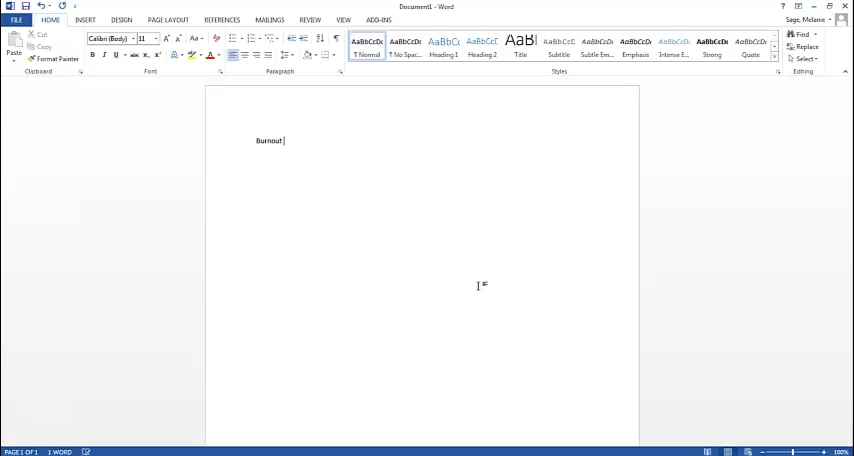 Document1 - Word
FILE HOME INSERT DESIGN PAGE LAYOUT REFERENCES MAILINGS REVIEW VIEW ADD-INS Sage, Melanie
Cut
Copy
Format Painter
Paste
Clipboard
Calibri (Body) 11
Font
Paragraph
AaBbCcDc AaBbCcDc AaBbCc AaBbCcC AaBl AaBbCcC AaBbCcDc AaBbCcDc AaBbCcDc AaBbCcDc AaBbCcDc
¶ Normal ¶ No Spac... Heading 1 Heading 2 Title Subtitle Subtle Em... Emphasis Intense E... Strong Quote
Styles
Find
Replace
Select
Editing
Burnout
PAGE 1 OF 1 1 WORD 100%